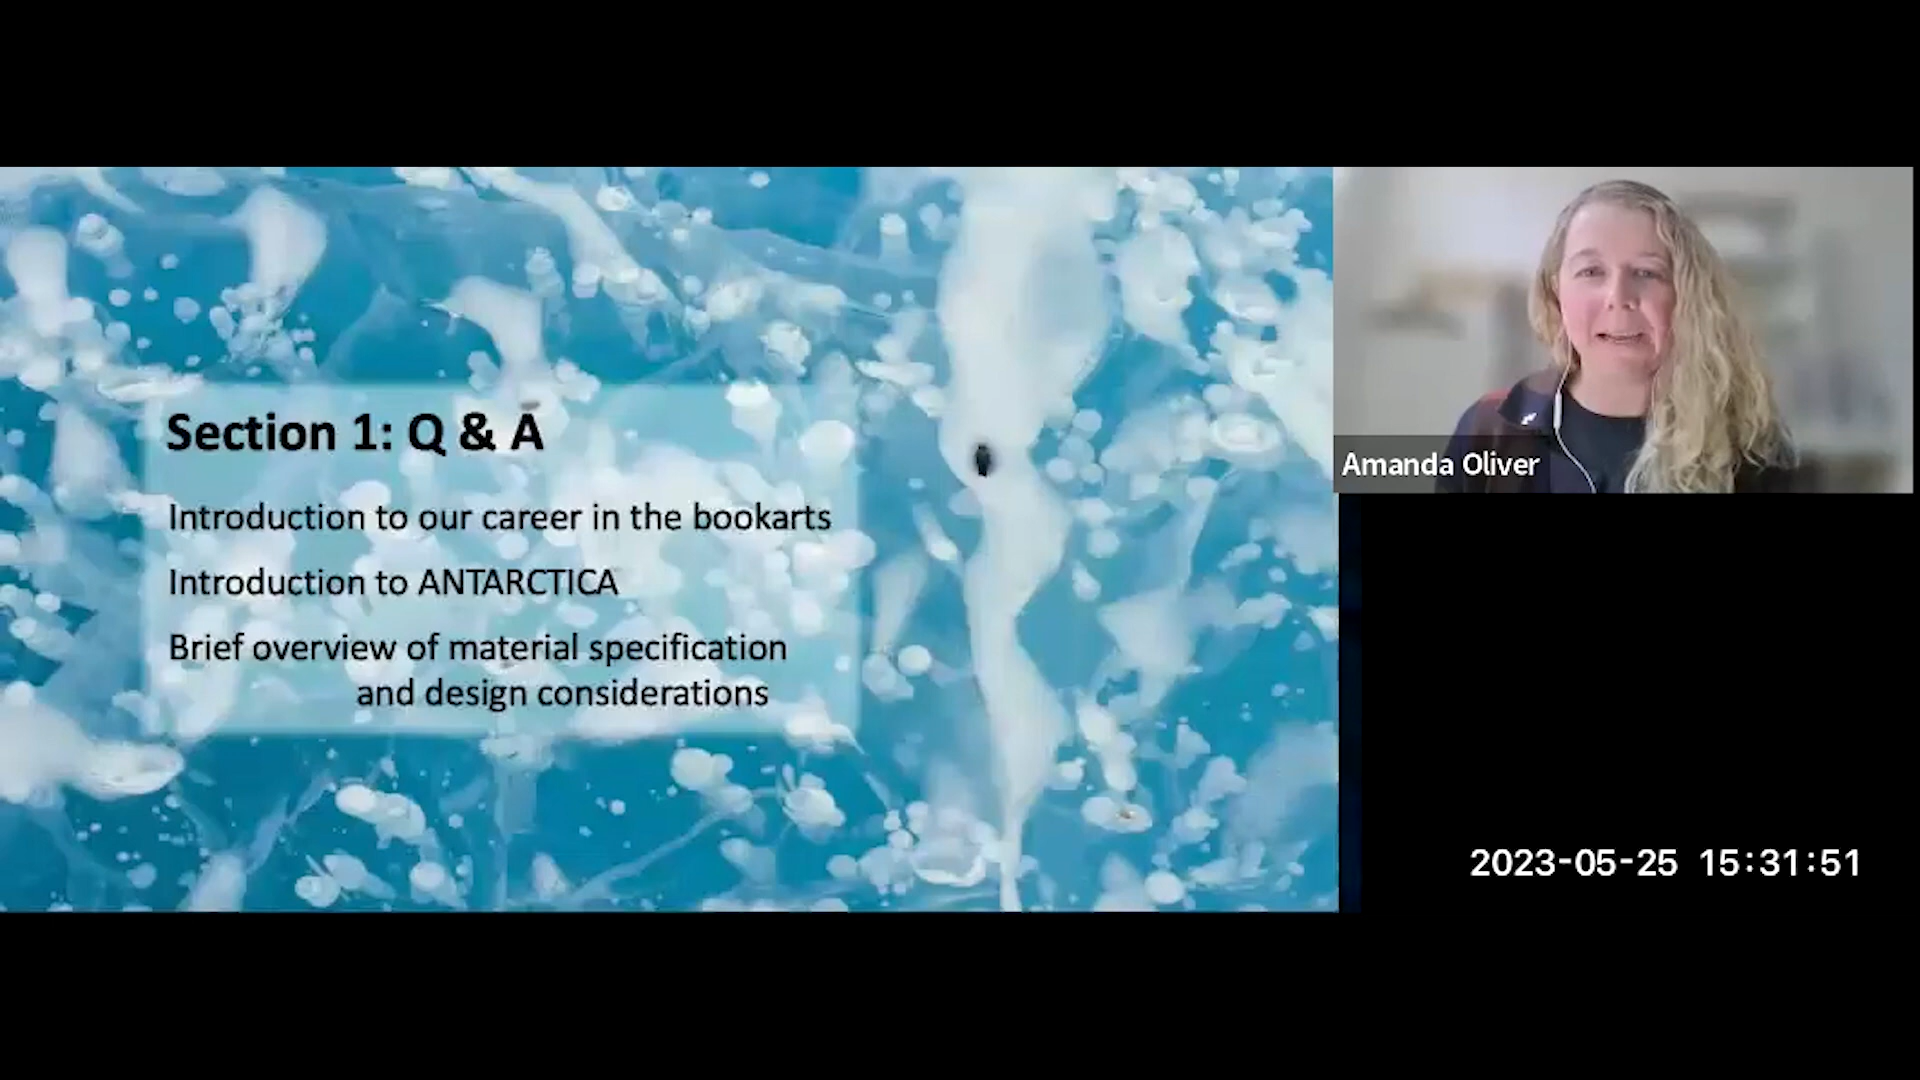 Section 1: Q & A
Introduction to our career in the bookarts
Introduction to ANTARCTICA
Brief overview of material specification
and design considerations
Amanda Oliver
2023-05-25 15:31:51